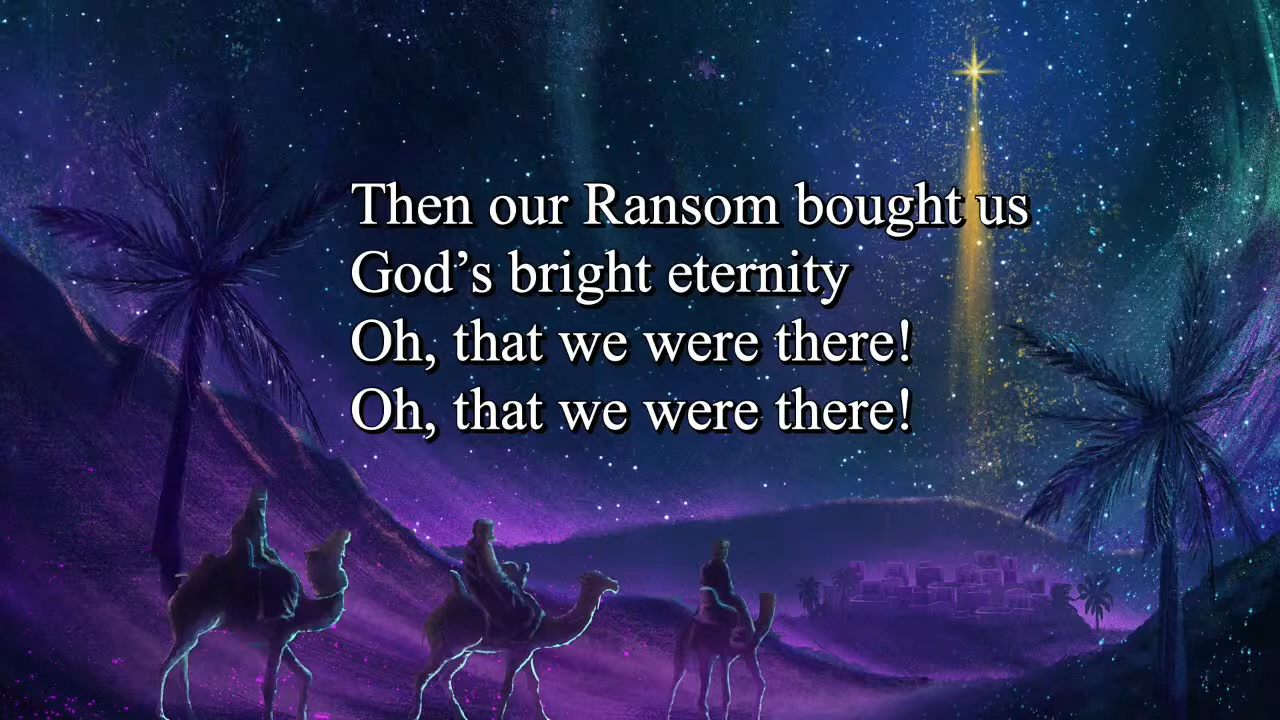 Then our Ransom bought us
God’s bright eternity
Oh, that we were there!
Oh, that we were there!